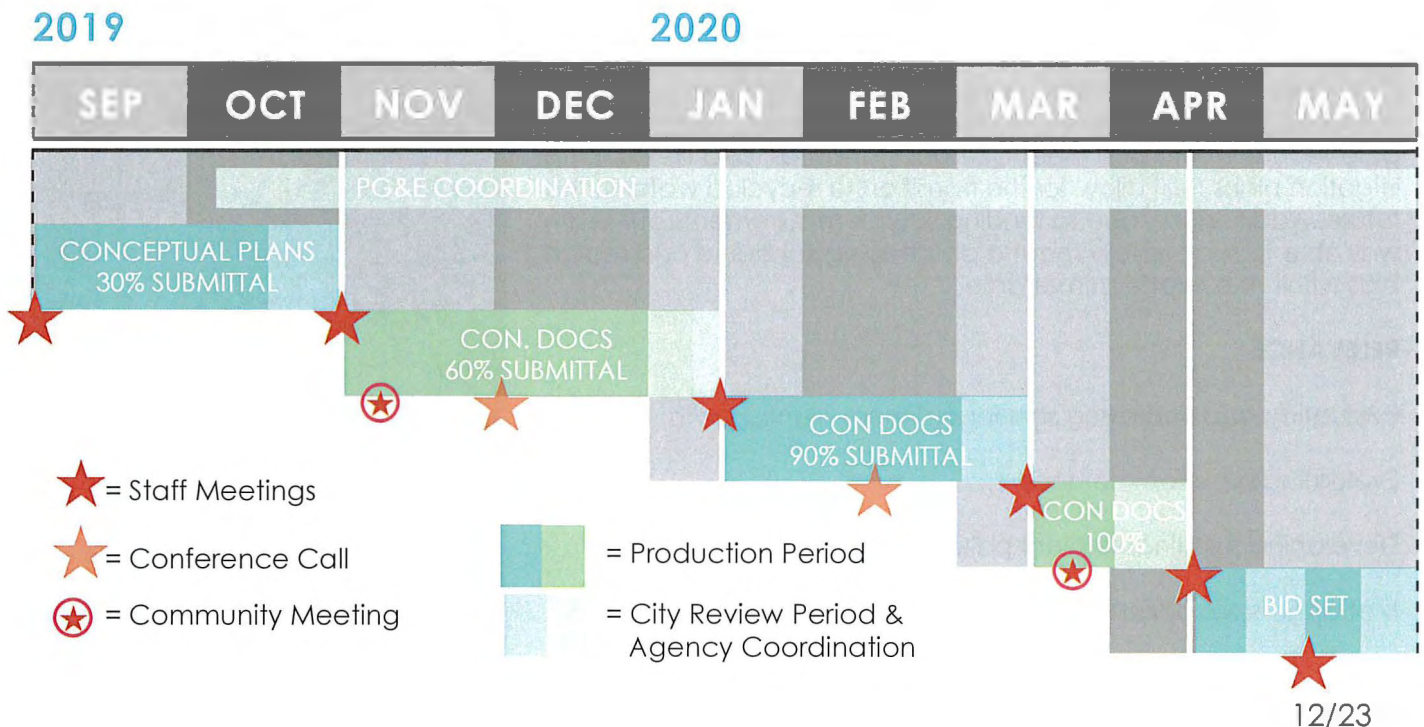 2019
2020
SEP
OCT
NOV
DEC
JAN
FEB
MAR
APR
MAY
PG&E COORDINATION
CONCEPTUAL PLANS
30% SUBMITTAL
CON. DOCS
60% SUBMITTAL
CON DOCS
90% SUBMITTAL
CON DOCS
100%
BID SET
12/23
= Staff Meetings
= Conference Call
= Community Meeting
= Production Period
= City Review Period &
Agency Coordination